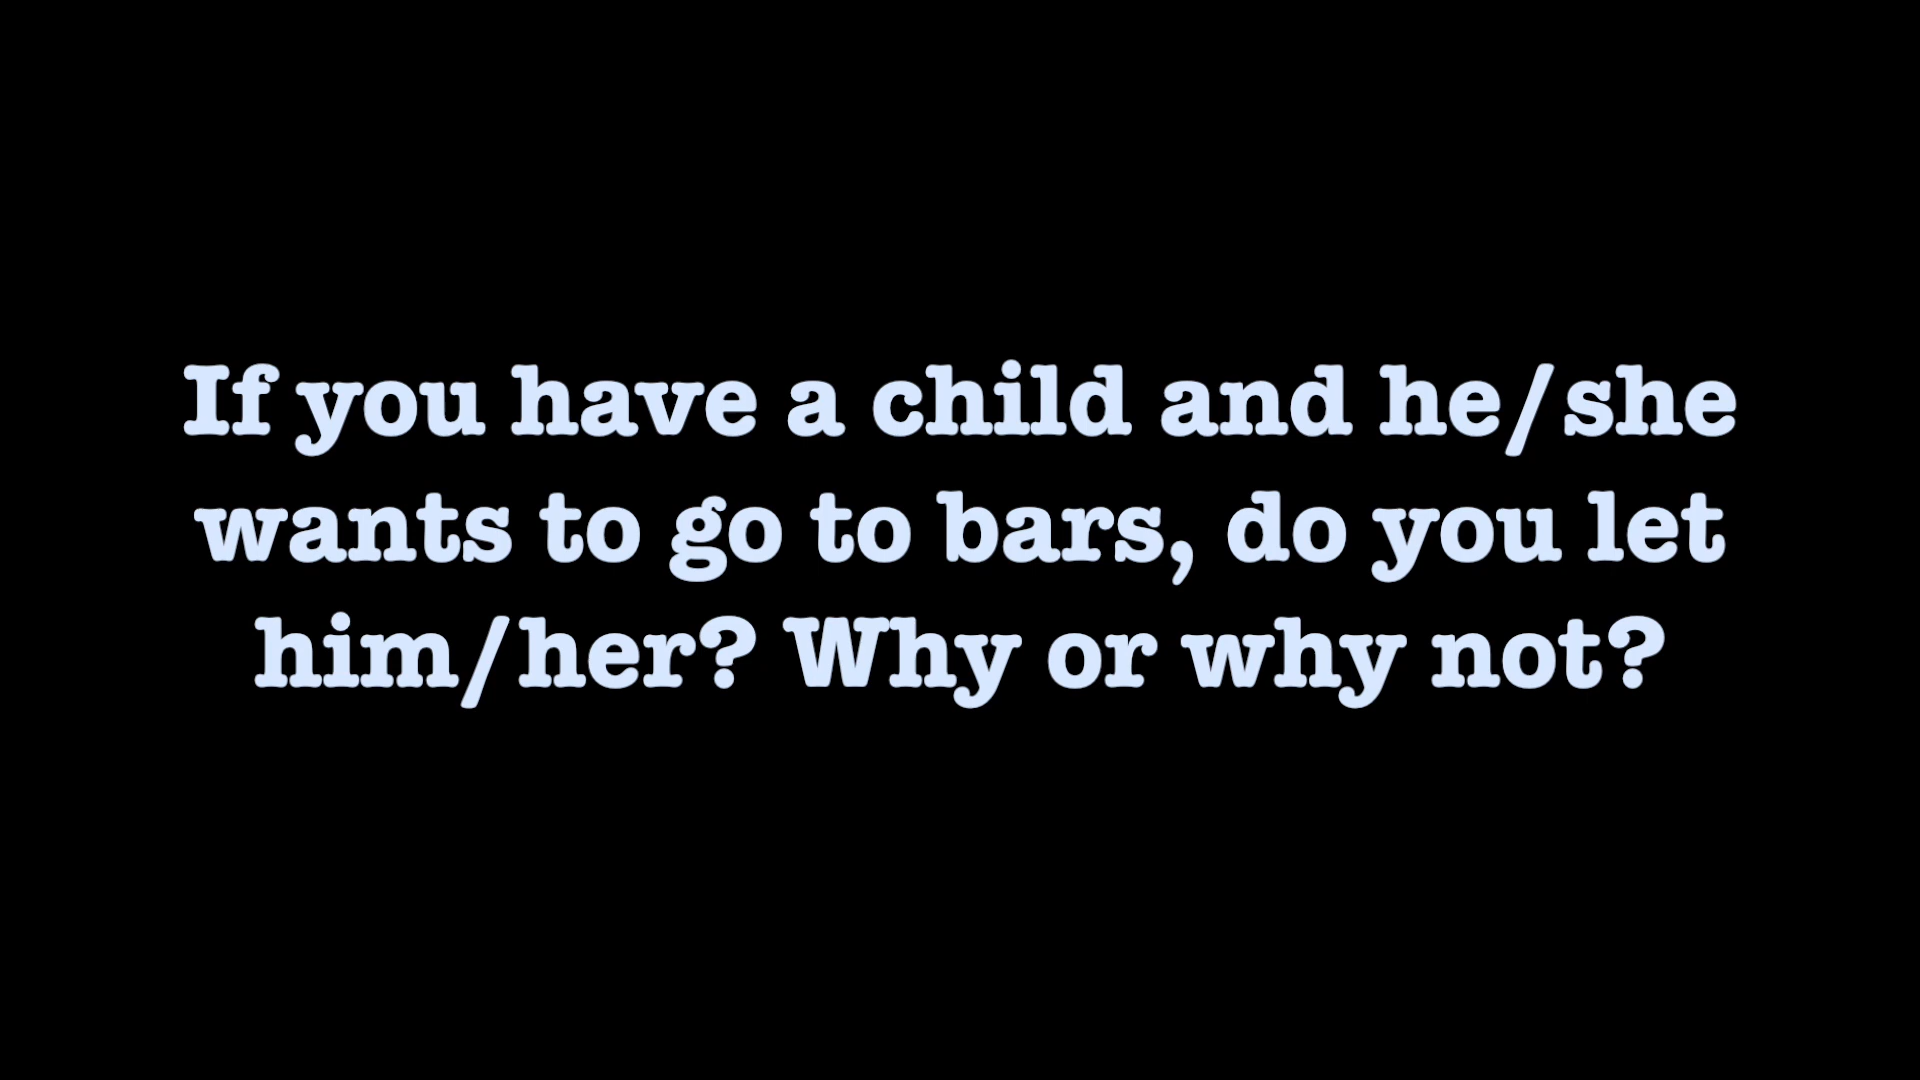 If you have a child and he/she
wants to go to bars, do you let
him/her? Why or why not?